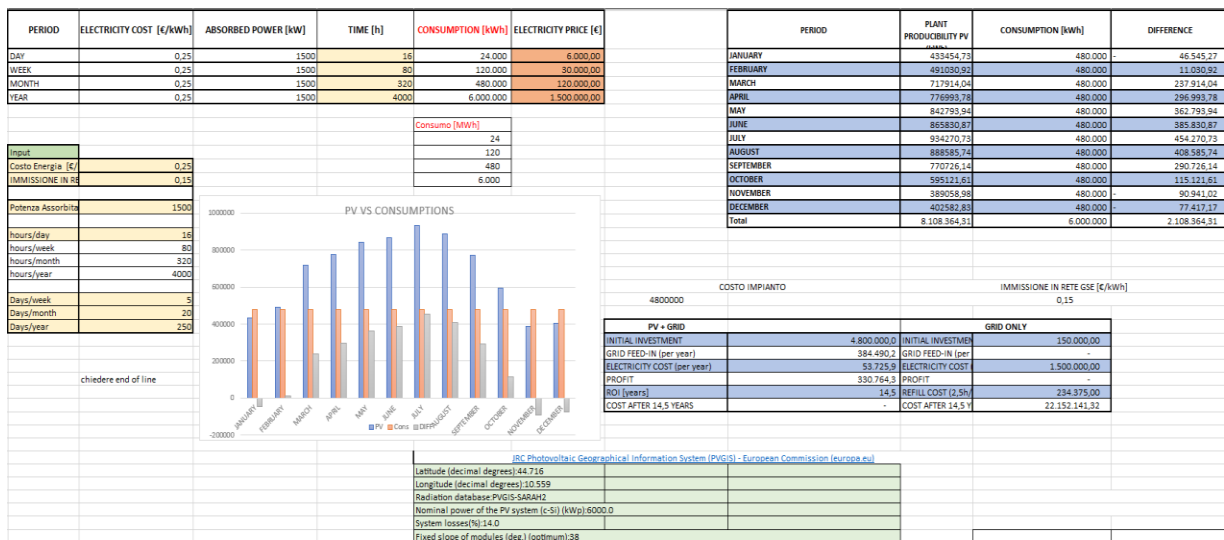 PERIOD ELECTRICITY COST [€/kWh] ABSORBED POWER [kW] TIME [h] CONSUMPTION [kWh] ELECTRICITY PRICE [€]
DAY 0,25 1500 16 24.000 6.000,00
WEEK 0,25 1500 80 120.000 30.000,00
MONTH 0,25 1500 320 480.000 120.000,00
YEAR 0,25 1500 4000 6.000.000 1.500.000,00
Consumo [MWh]
24
120
480
6.000
Input
Costo Energia [€/ 0,25
IMMISSIONE IN RE 0,15
Potenza Assorbita 1500
hours/day 16
hours/week 80
hours/month 320
hours/year 4000
Days/week 5
Days/month 20
Days/year 250
chiedere end of line
PV VS CONSUMPTIONS
1000000
800000
600000
400000
200000
0
-200000
JANUARY FEBRUARY MARCH APRIL MAY JUNE JULY AUGUST SEPTEMBER OCTOBER NOVEMBER DECEMBER
PV Cons DIFF
PERIOD PLANT PRODUCIBILITY PV CONSUMPTION [kWh] DIFFERENCE
JANUARY 433454,73 480.000 - 46.545,27
FEBRUARY 491030,92 480.000 11.030,92
MARCH 717914,04 480.000 237.914,04
APRIL 776993,78 480.000 296.993,78
MAY 842793,94 480.000 362.793,94
JUNE 865830,87 480.000 385.830,87
JULY 934270,73 480.000 454.270,73
AUGUST 888585,74 480.000 408.585,74
SEPTEMBER 770726,14 480.000 290.726,14
OCTOBER 595121,61 480.000 115.121,61
NOVEMBER 389058,98 480.000 - 90.941,02
DECEMBER 402582,83 480.000 - 77.417,17
Total 8.108.364,31 6.000.000 2.108.364,31
COSTO IMPIANTO IMMISSIONE IN RETE GSE [€/kWh]
4800000 0,15
PV + GRID GRID ONLY
INITIAL INVESTMENT 4.800.000,0 INITIAL INVESTMEN 150.000,00
GRID FEED-IN (per year) 384.490,2 GRID FEED-IN (per -
ELECTRICITY COST (per year) 53.725,9 ELECTRICITY COST 1.500.000,00
PROFIT 330.764,3 PROFIT -
ROI [years] 14,5 REFILL COST (2,5h/ 234.375,00
COST AFTER 14,5 YEARS - COST AFTER 14,5 Y 22.152.141,32
JRC Photovoltaic Geographical Information System (PVGIS) - European Commission (europa.eu)
Latitude (decimal degrees):44.716
Longitude (decimal degrees):10.559
Radiation database:PVGIS-SARAH2
Nominal power of the PV system (c-Si) (kWp):6000.0
System losses(%):14.0
Fixed slope of modules (deg.) (optimum):38